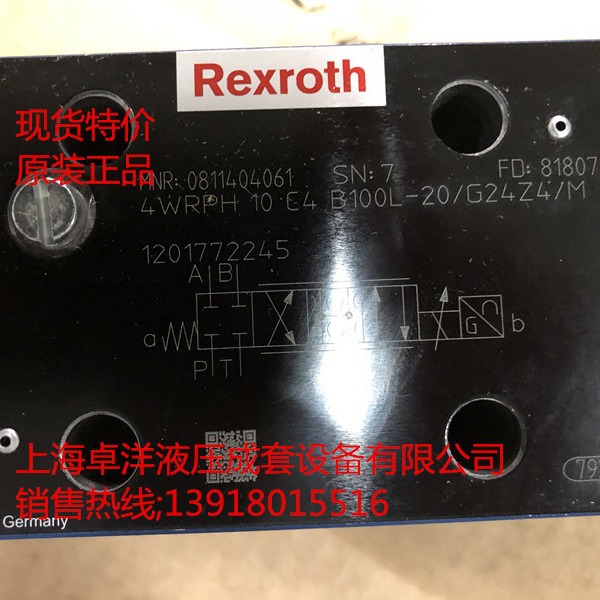 Rexroth
现货特价
原装正品
MNR: 0811404061 SN: 7 FD: 81807
4WRPH 10 C4 B100L-20/G24Z4/M
1201772245
A B
a G b
P T
上海卓洋液压成套设备有限公司
销售热线;13918015516
Germany
79